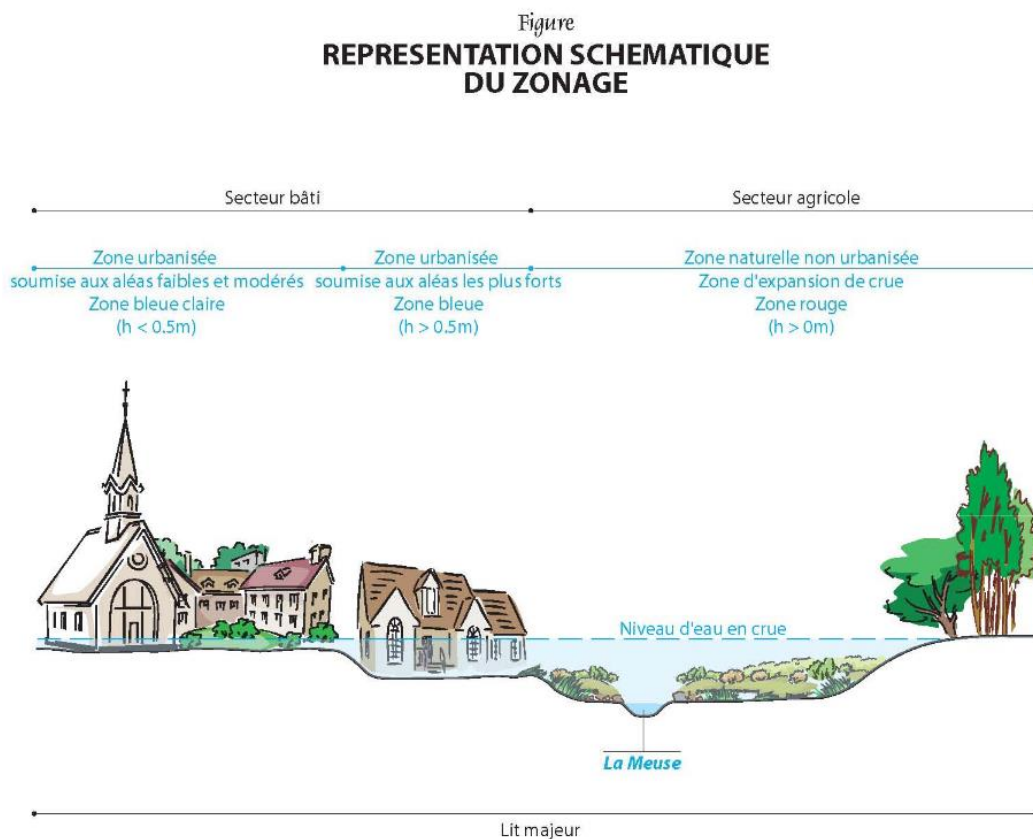 Figure
REPRESENTATION SCHEMATIQUE
DU ZONAGE
Secteur bâti
Secteur agricole
Zone urbanisée
soumise aux aléas faibles et modérés
Zone bleue claire
(h < 0.5m)
Zone urbanisée
soumise aux aléas les plus forts
Zone bleue
(h > 0.5m)
Zone naturelle non urbanisée
Zone d'expansion de crue
Zone rouge
(h > 0m)
Niveau d'eau en crue
La Meuse
Lit majeur